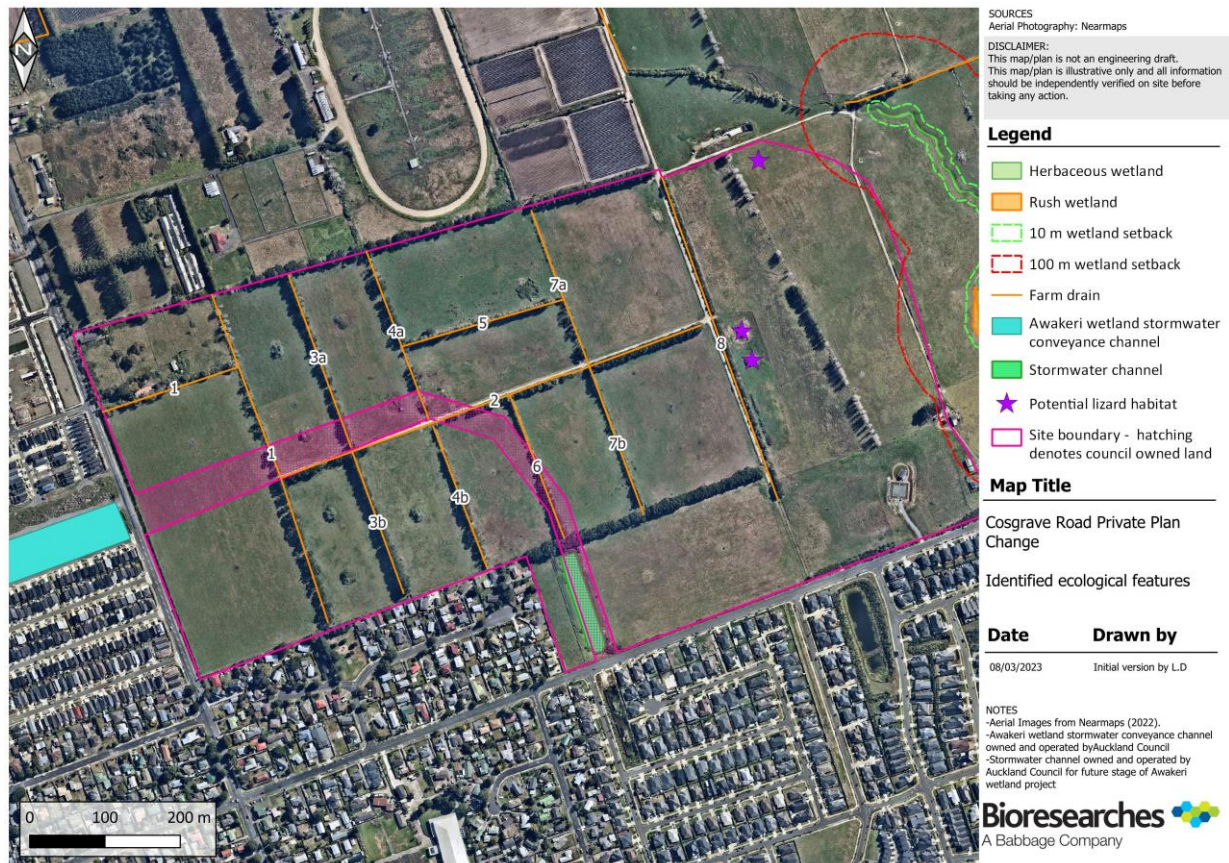 N
7a
5
4a
3a
1
8
2
1
7b
6
4b
3b
0 100 200 m
SOURCES
Aerial Photography: Nearmaps
DISCLAIMER:
This map/plan is not an engineering draft.
This map/plan is illustrative only and all information
should be independently verified on site before
taking any action.
Legend
Herbaceous wetland
Rush wetland
10 m wetland setback
100 m wetland setback
Farm drain
Awakeri wetland stormwater
conveyance channel
Stormwater channel
Potential lizard habitat
Site boundary - hatching
denotes council owned land
Map Title
Cosgrave Road Private Plan
Change
Identified ecological features
Date Drawn by
08/03/2023 Initial version by L.D
NOTES
-Aerial Images from Nearmaps (2022).
-Awakeri wetland stormwater conveyance channel
owned and operated byAuckland Council
-Stormwater channel owned and operated by
Auckland Council for future stage of Awakeri
wetland project
Bioresearches
A Babbage Company